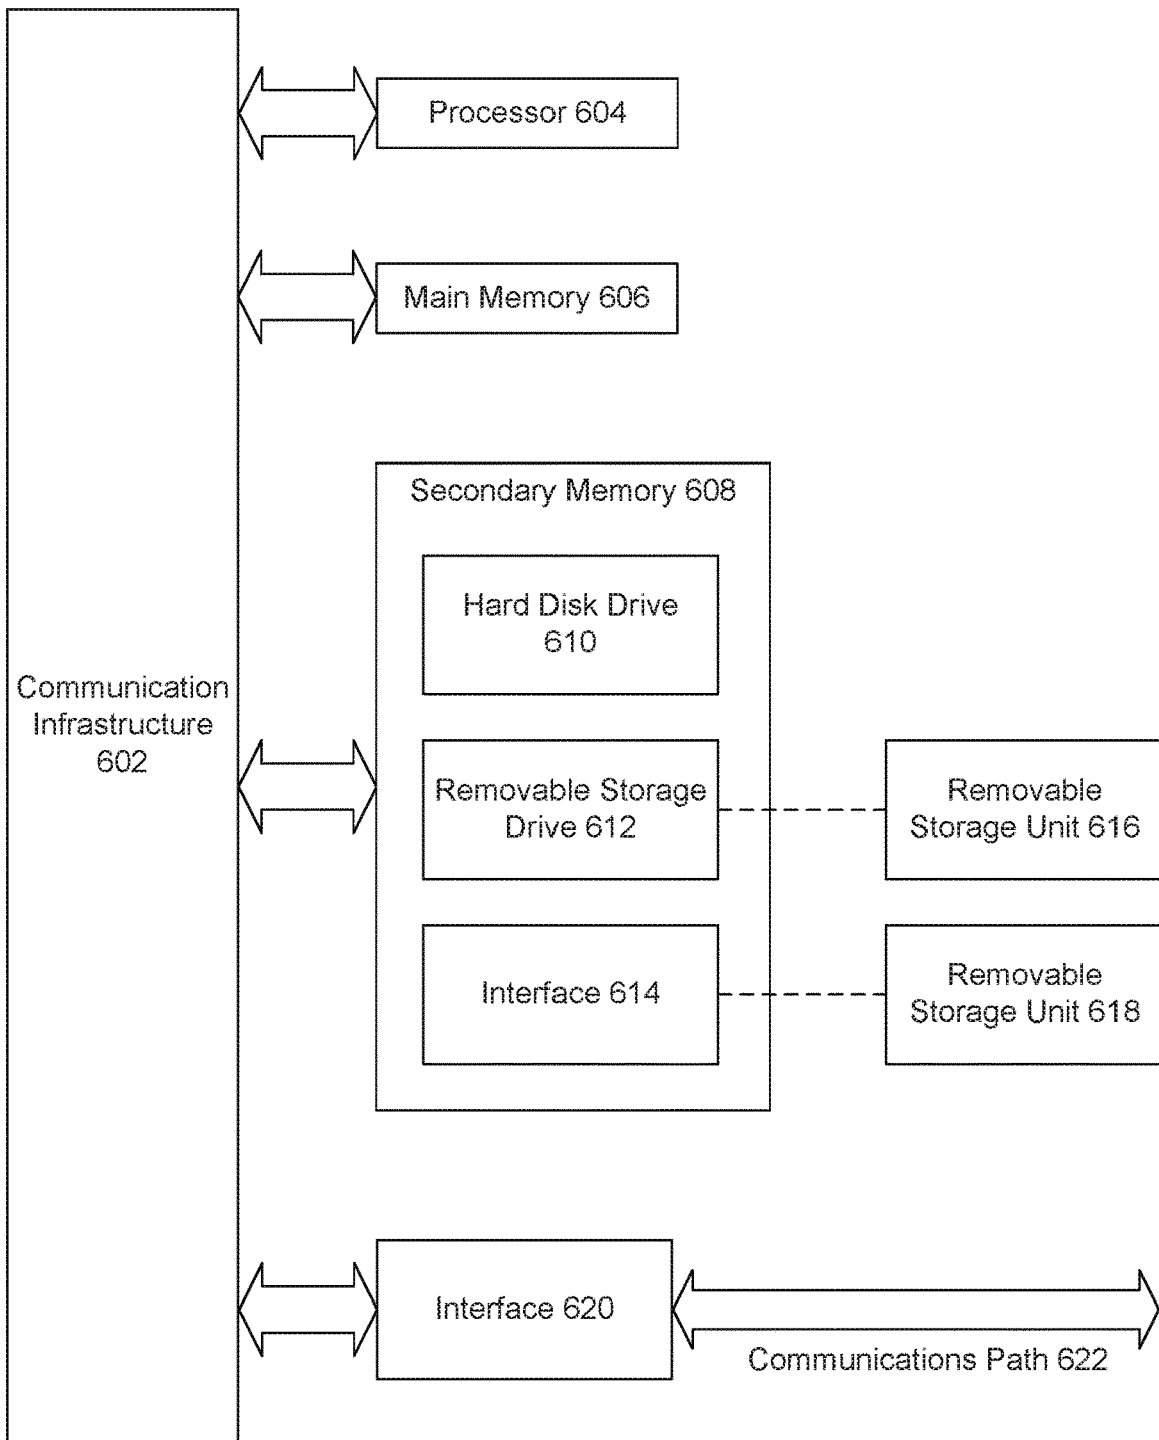 Processor 604
Main Memory 606
Secondary Memory 608
Hard Disk Drive
610
Communication
Infrastructure
602
Removable Storage
Drive 612
Removable
Storage Unit 616
Interface 614
Removable
Storage Unit 618
Interface 620
Communications Path 622